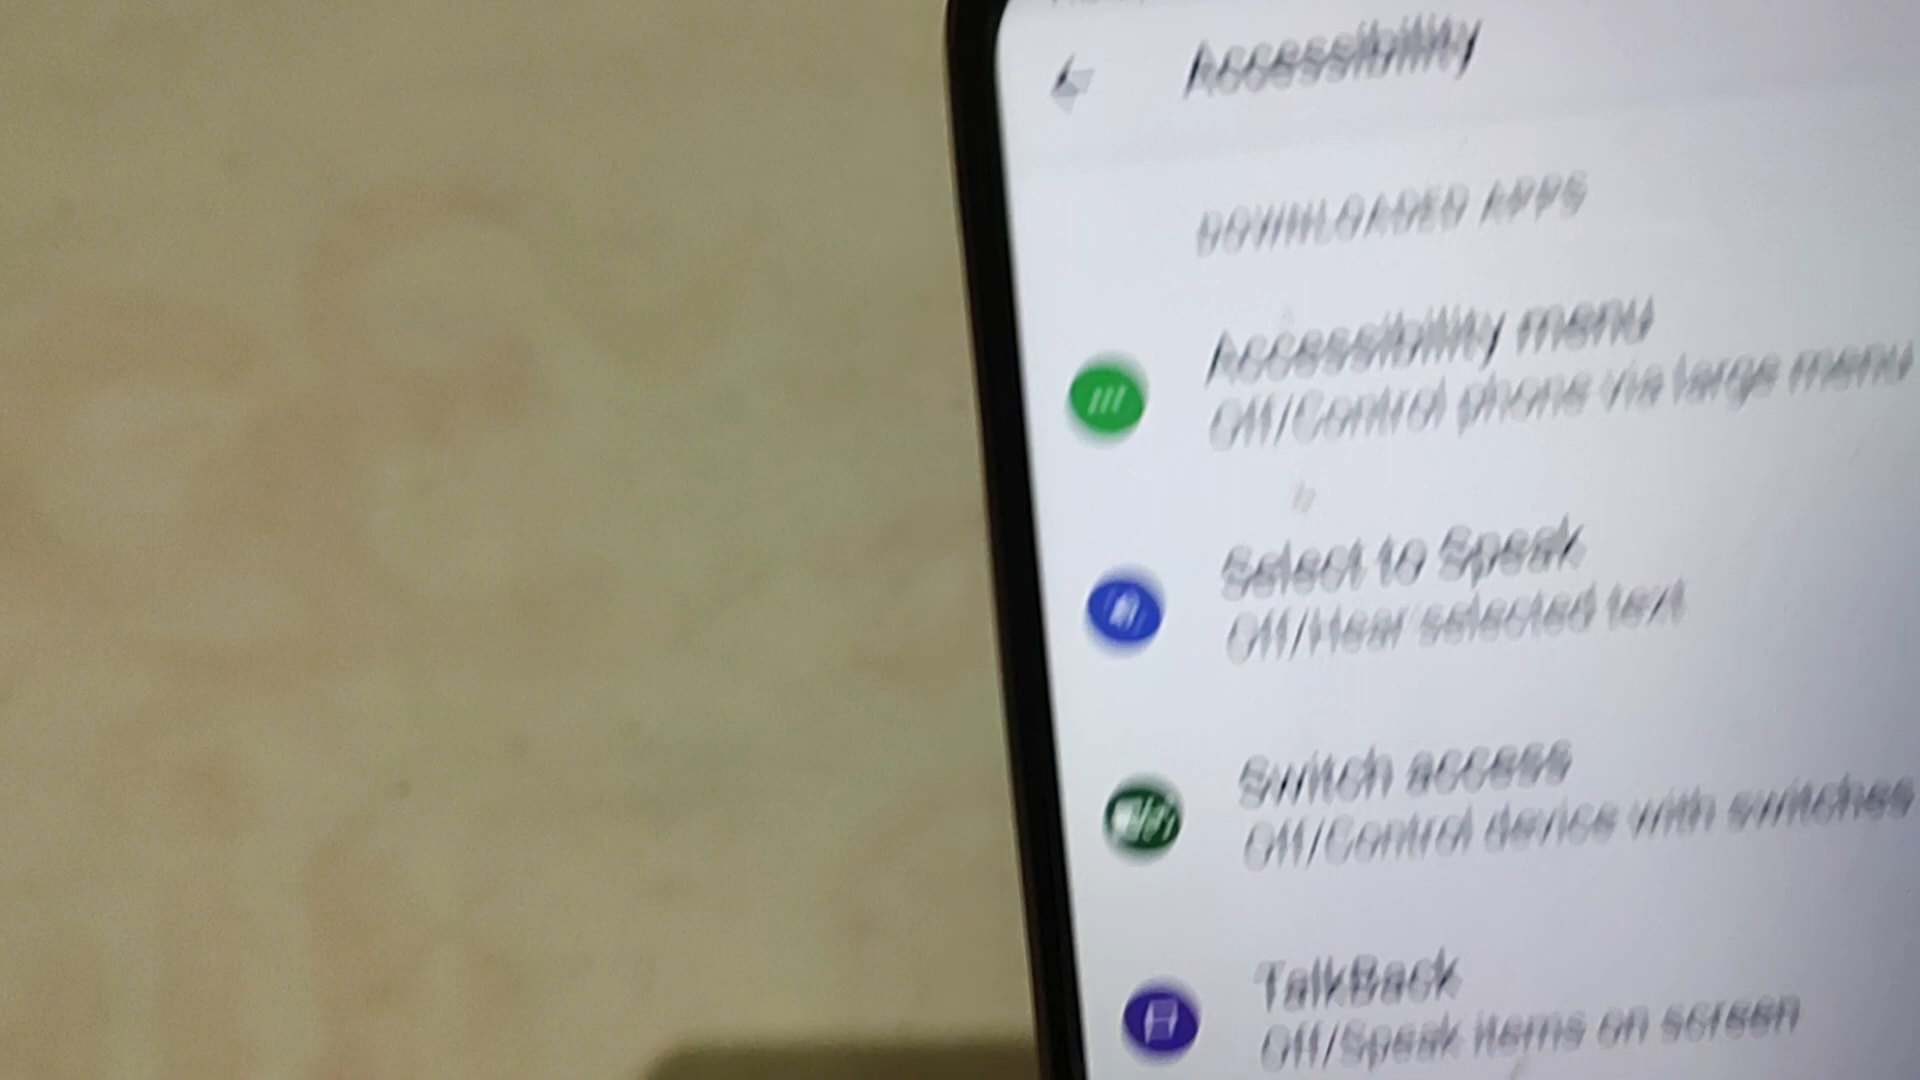 Accessibility
DOWNLOADED APPS
Accessibility menu
Off/Control phone via large menu
Select to Speak
Off/Hear selected text
Switch access
Off/Control device with switches
TalkBack
Off/Speak items on screen